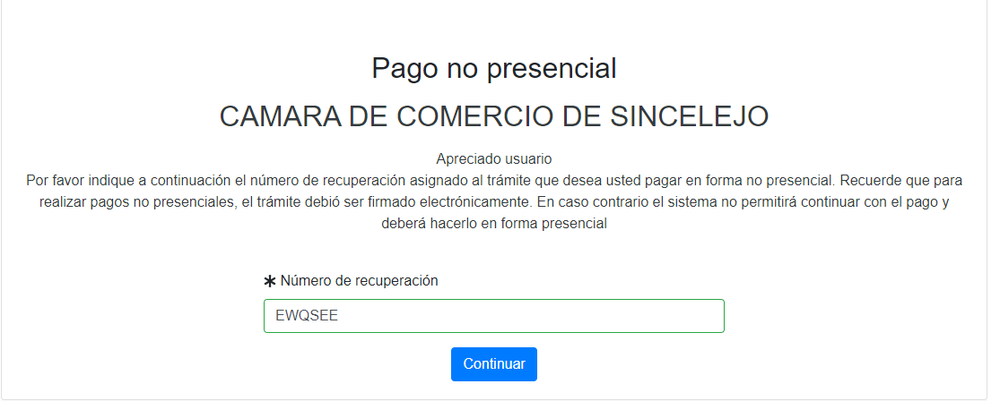 Pago no presencial
CAMARA DE COMERCIO DE SINCELEJO
Apreciado usuario
Por favor indique a continuación el número de recuperación asignado al trámite que desea usted pagar en forma no presencial. Recuerde que para
realizar pagos no presenciales, el trámite debió ser firmado electrónicamente. En caso contrario el sistema no permitirá continuar con el pago y
deberá hacerlo en forma presencial
* Número de recuperación
EWQSEE
Continuar